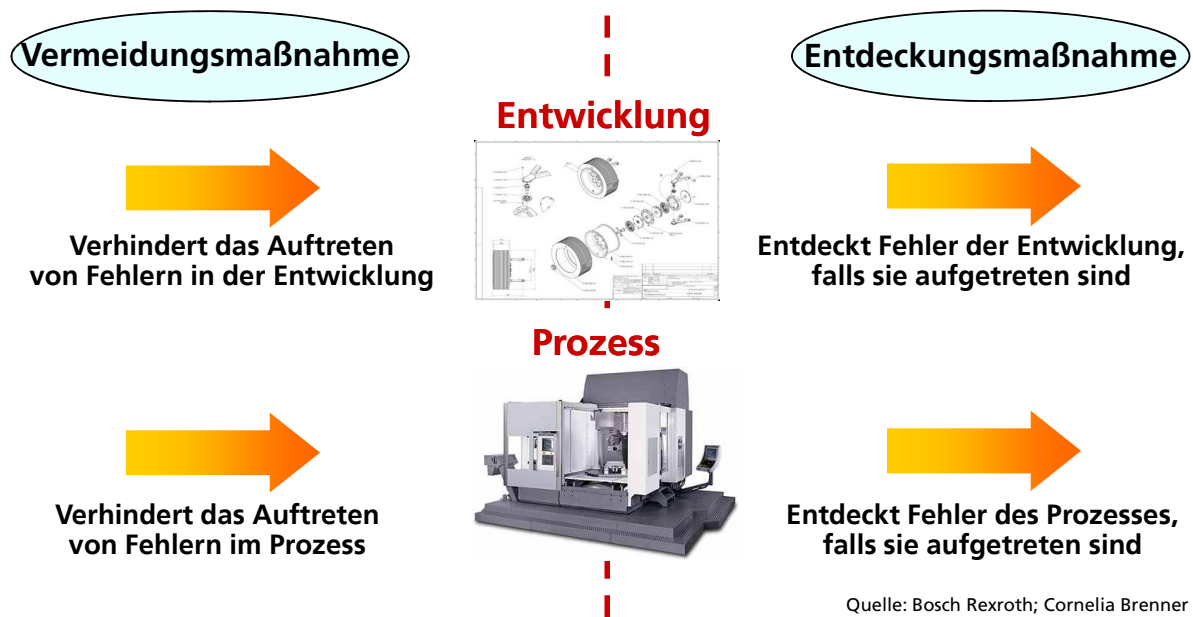 Vermeidungsmaßnahme
Entdeckungsmaßnahme
Entwicklung
Verhindert das Auftreten
von Fehlern in der Entwicklung
Entdeckt Fehler der Entwicklung,
falls sie aufgetreten sind
Prozess
Verhindert das Auftreten
von Fehlern im Prozess
Entdeckt Fehler des Prozesses,
falls sie aufgetreten sind
Quelle: Bosch Rexroth; Cornelia Brenner